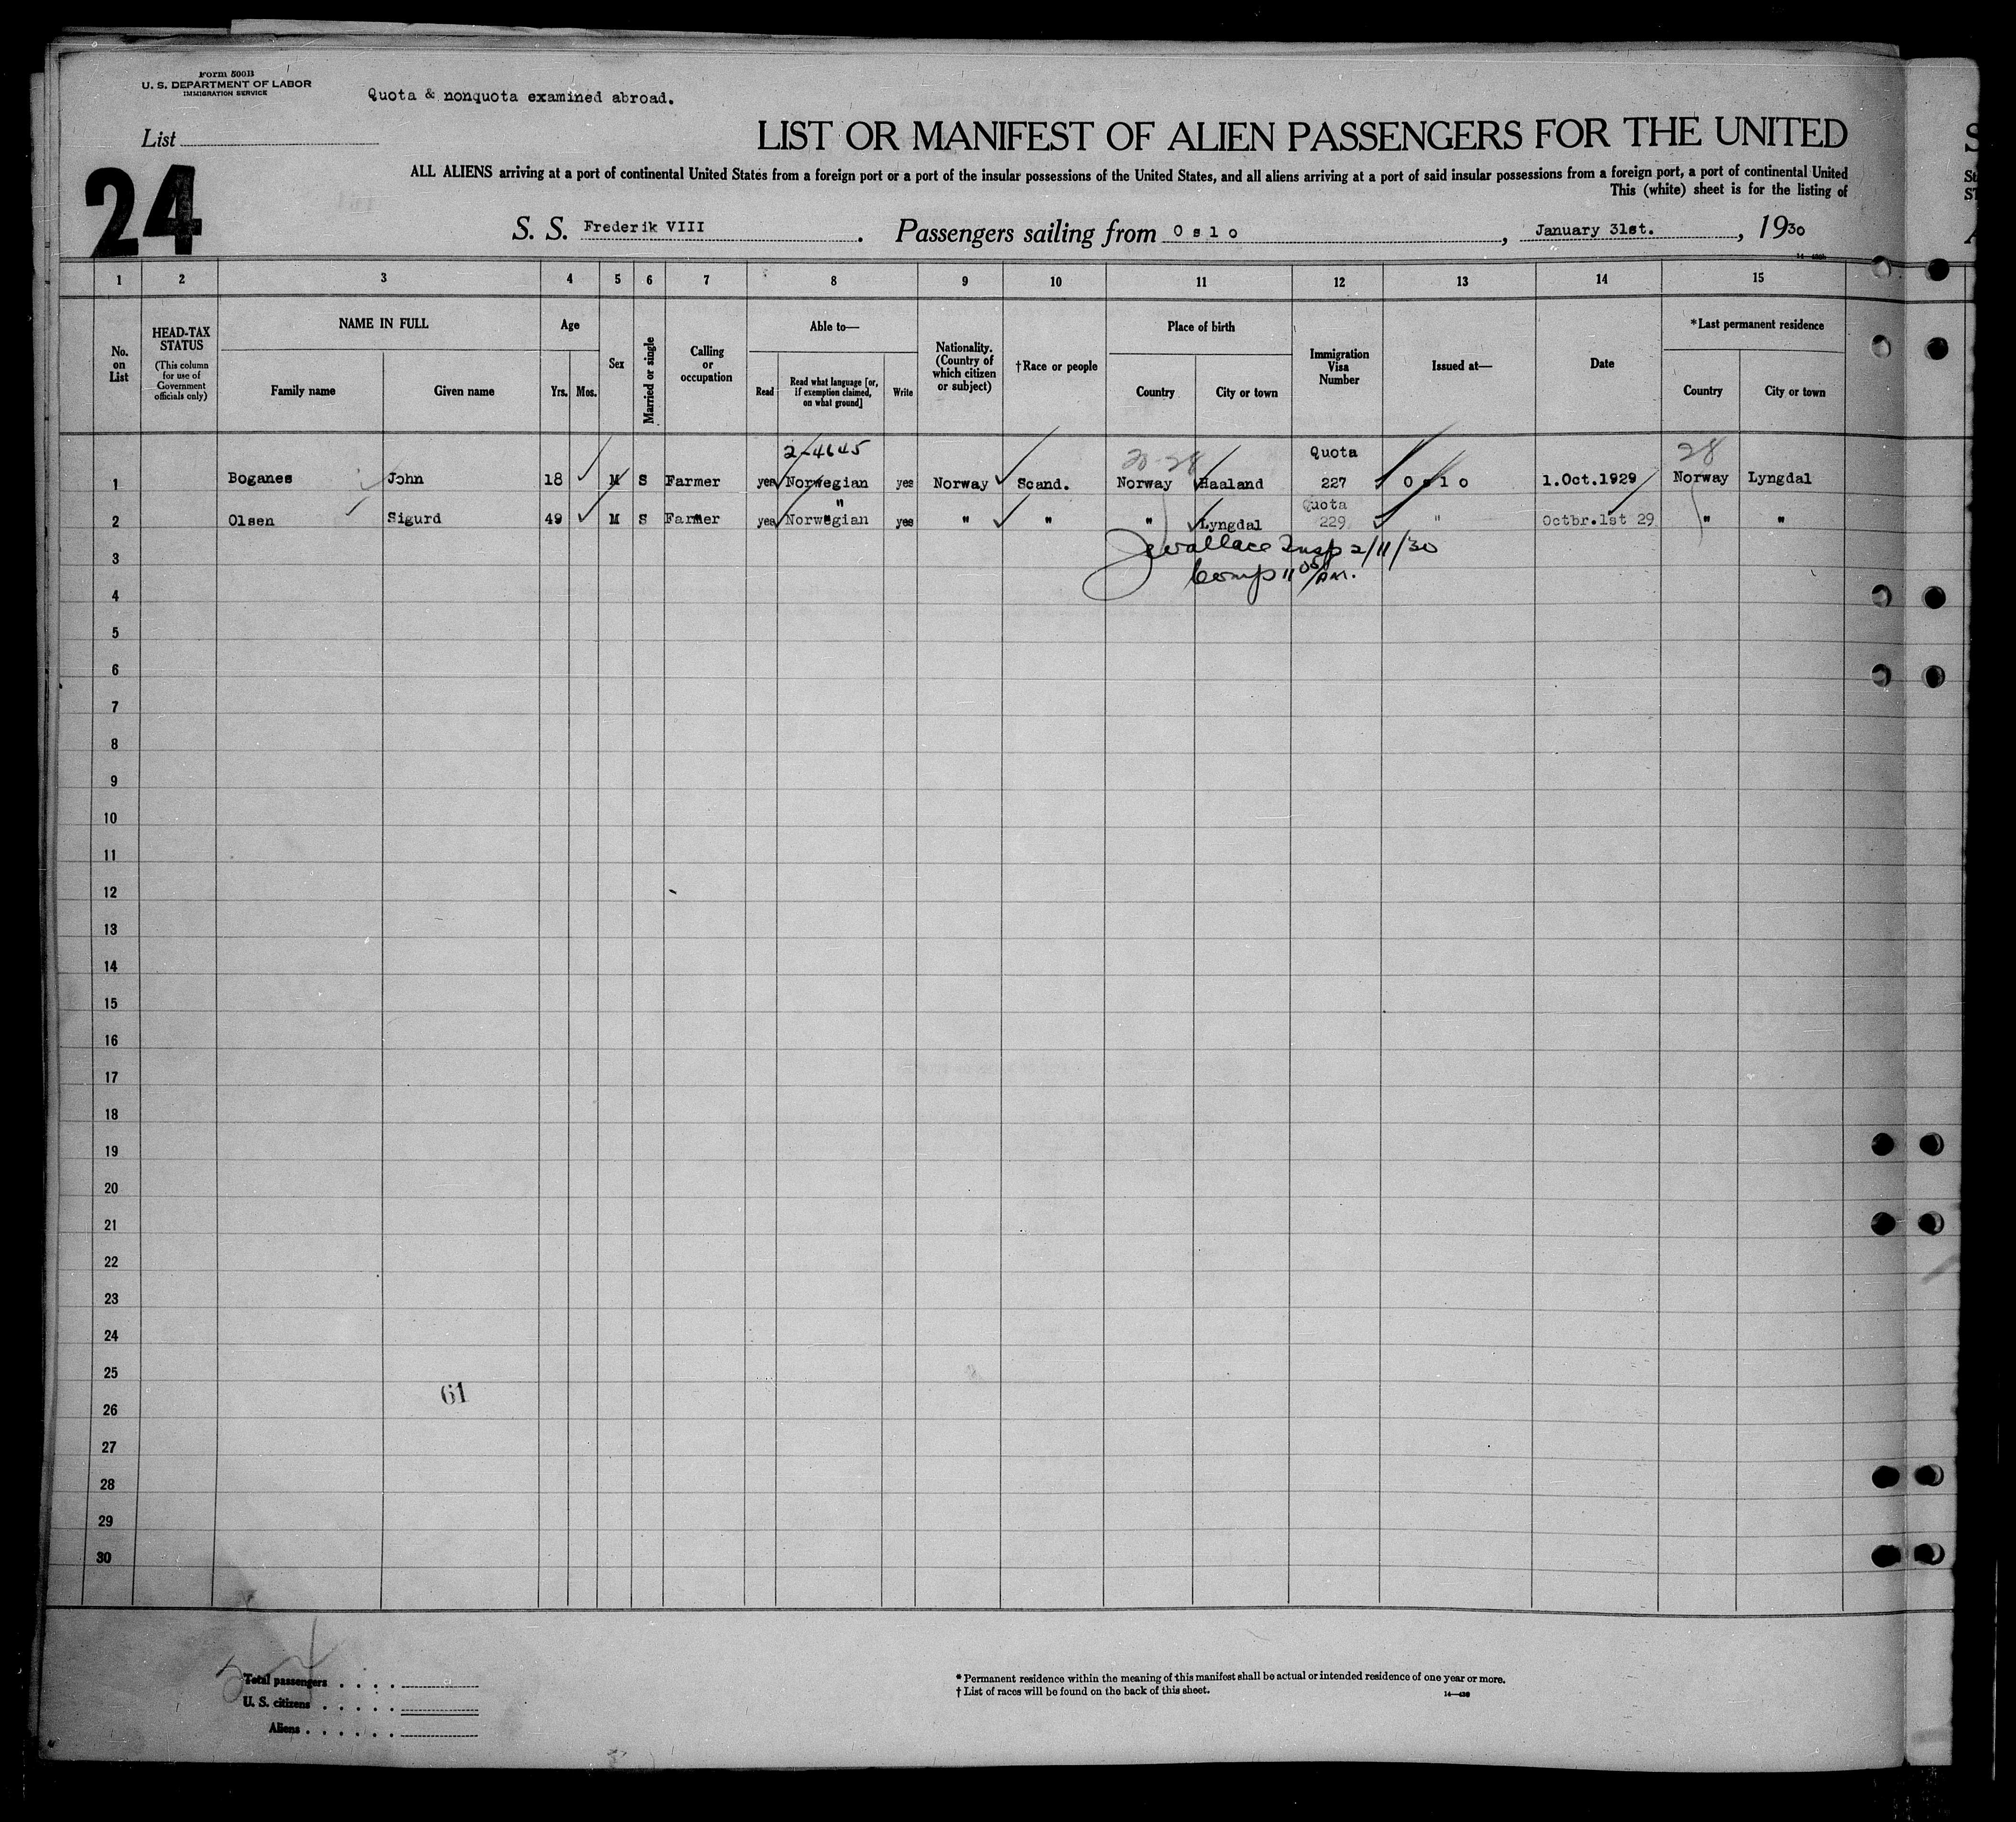 Form 500B
U. S. DEPARTMENT OF LABOR
IMMIGRATION SERVICE
Quota & nonquota examined abroad.
List
24
LIST OR MANIFEST OF ALIEN PASSENGERS FOR THE UNITED
ALL ALIENS arriving at a port of continental United States from a foreign port or a port of the insular possessions of the United States, and all aliens arriving at a port of said insular possessions from a foreign port, a port of continental United
This (white) sheet is for the listing of
S. S. Frederik VIII. Passengers sailing from Oslo, January 31st., 1930
1 2 3 4 5 6 7 8 9 10 11 12 13 14 15
No. on List
HEAD-TAX STATUS
(This column for use of Government officials only)
NAME IN FULL
Family name Given name
Age
Yrs. Mos.
Sex
Married or single
Calling or occupation
Able to—
Read Read what language [or, if exemption claimed, on what ground] Write
Nationality. (Country of which citizen or subject)
†Race or people
Place of birth
Country City or town
Immigration Visa Number
Issued at—
Date
*Last permanent residence
Country City or town
2-4645 20-28 Quota 28
1 Boganes John 18 M S Farmer yes Norwegian yes Norway Scand. Norway Haaland 227 Oslo 1.Oct.1929 Norway Lyngdal
" Quota
2 Olsen Sigurd 49 M S Farmer yes Norwegian yes " " " Lyngdal 229 " Octbr.1st 29 " "
Wallace Insp 2/11/30
3
Comp 11 00/AM.
4
5
6
7
8
9
10
11
12
13
14
15
16
17
18
19
20
21
22
23
24
25
61
26
27
28
29
30
Total passengers
U. S. citizens
Aliens
* Permanent residence within the meaning of this manifest shall be actual or intended residence of one year or more.
† List of races will be found on the back of this sheet.